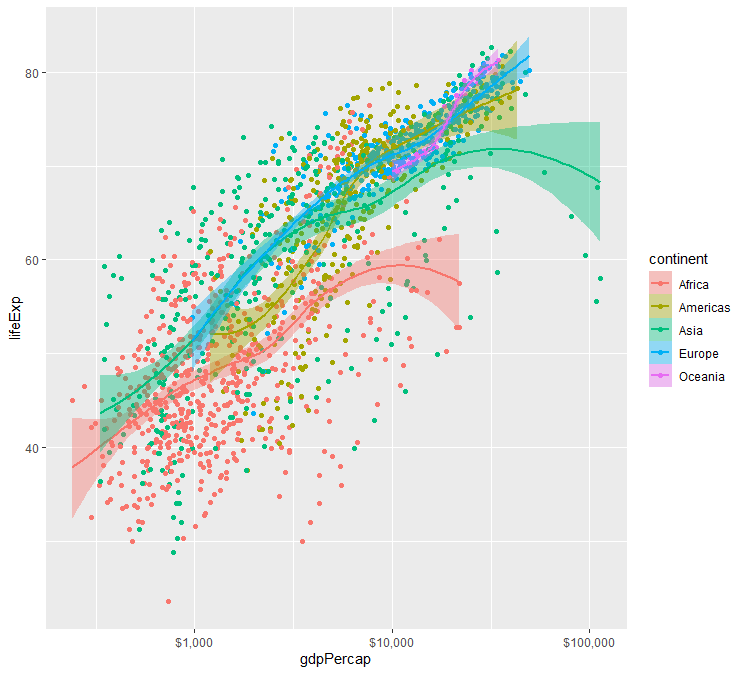 80
60
40
lifeExp
$1,000
$10,000
$100,000
gdpPercap
continent
Africa
Americas
Asia
Europe
Oceania